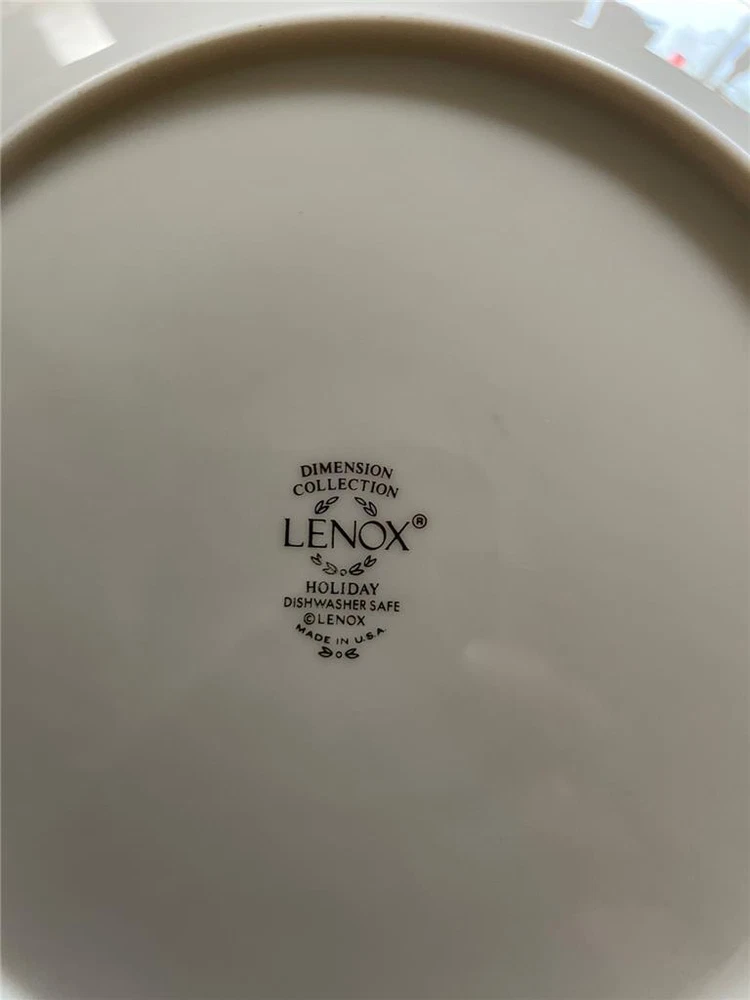 DIMENSION
COLLECTION
LENOX®
HOLIDAY
DISHWASHER SAFE
©LENOX
MADE IN U.S.A.